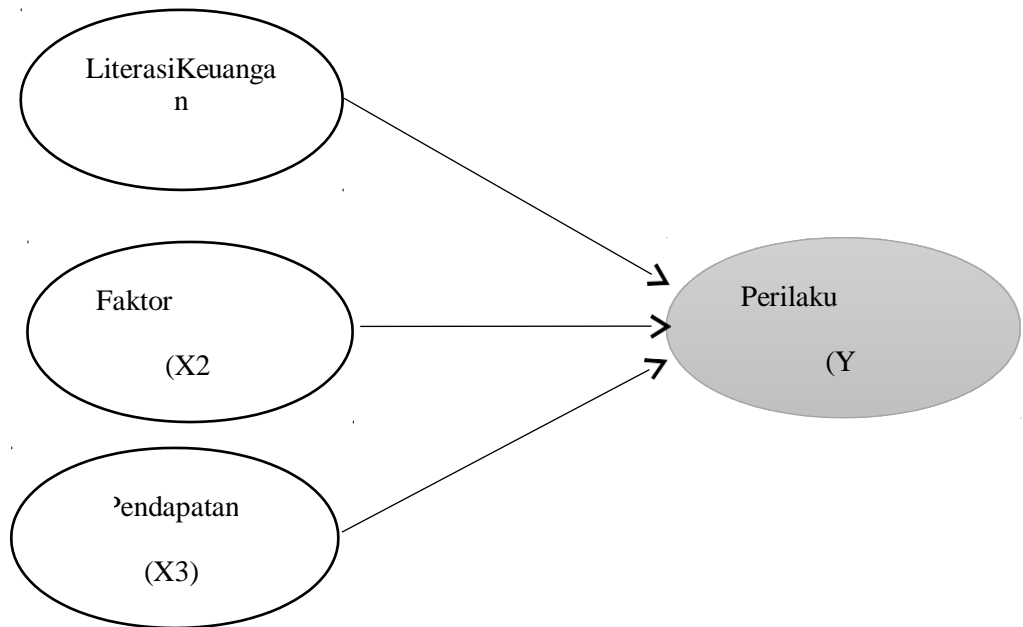 LiterasiKeuanga
n
Faktor
(X2
Perilaku
(Y
Pendapatan
(X3)